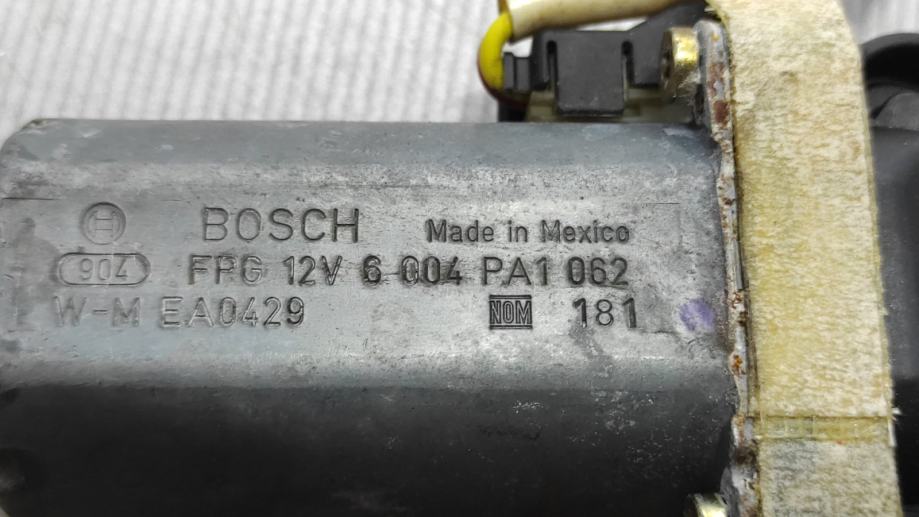 BOSCH Made in Mexico
904 FPG 12V 6 004 PA1 062
W-M EA0429 NOM 181